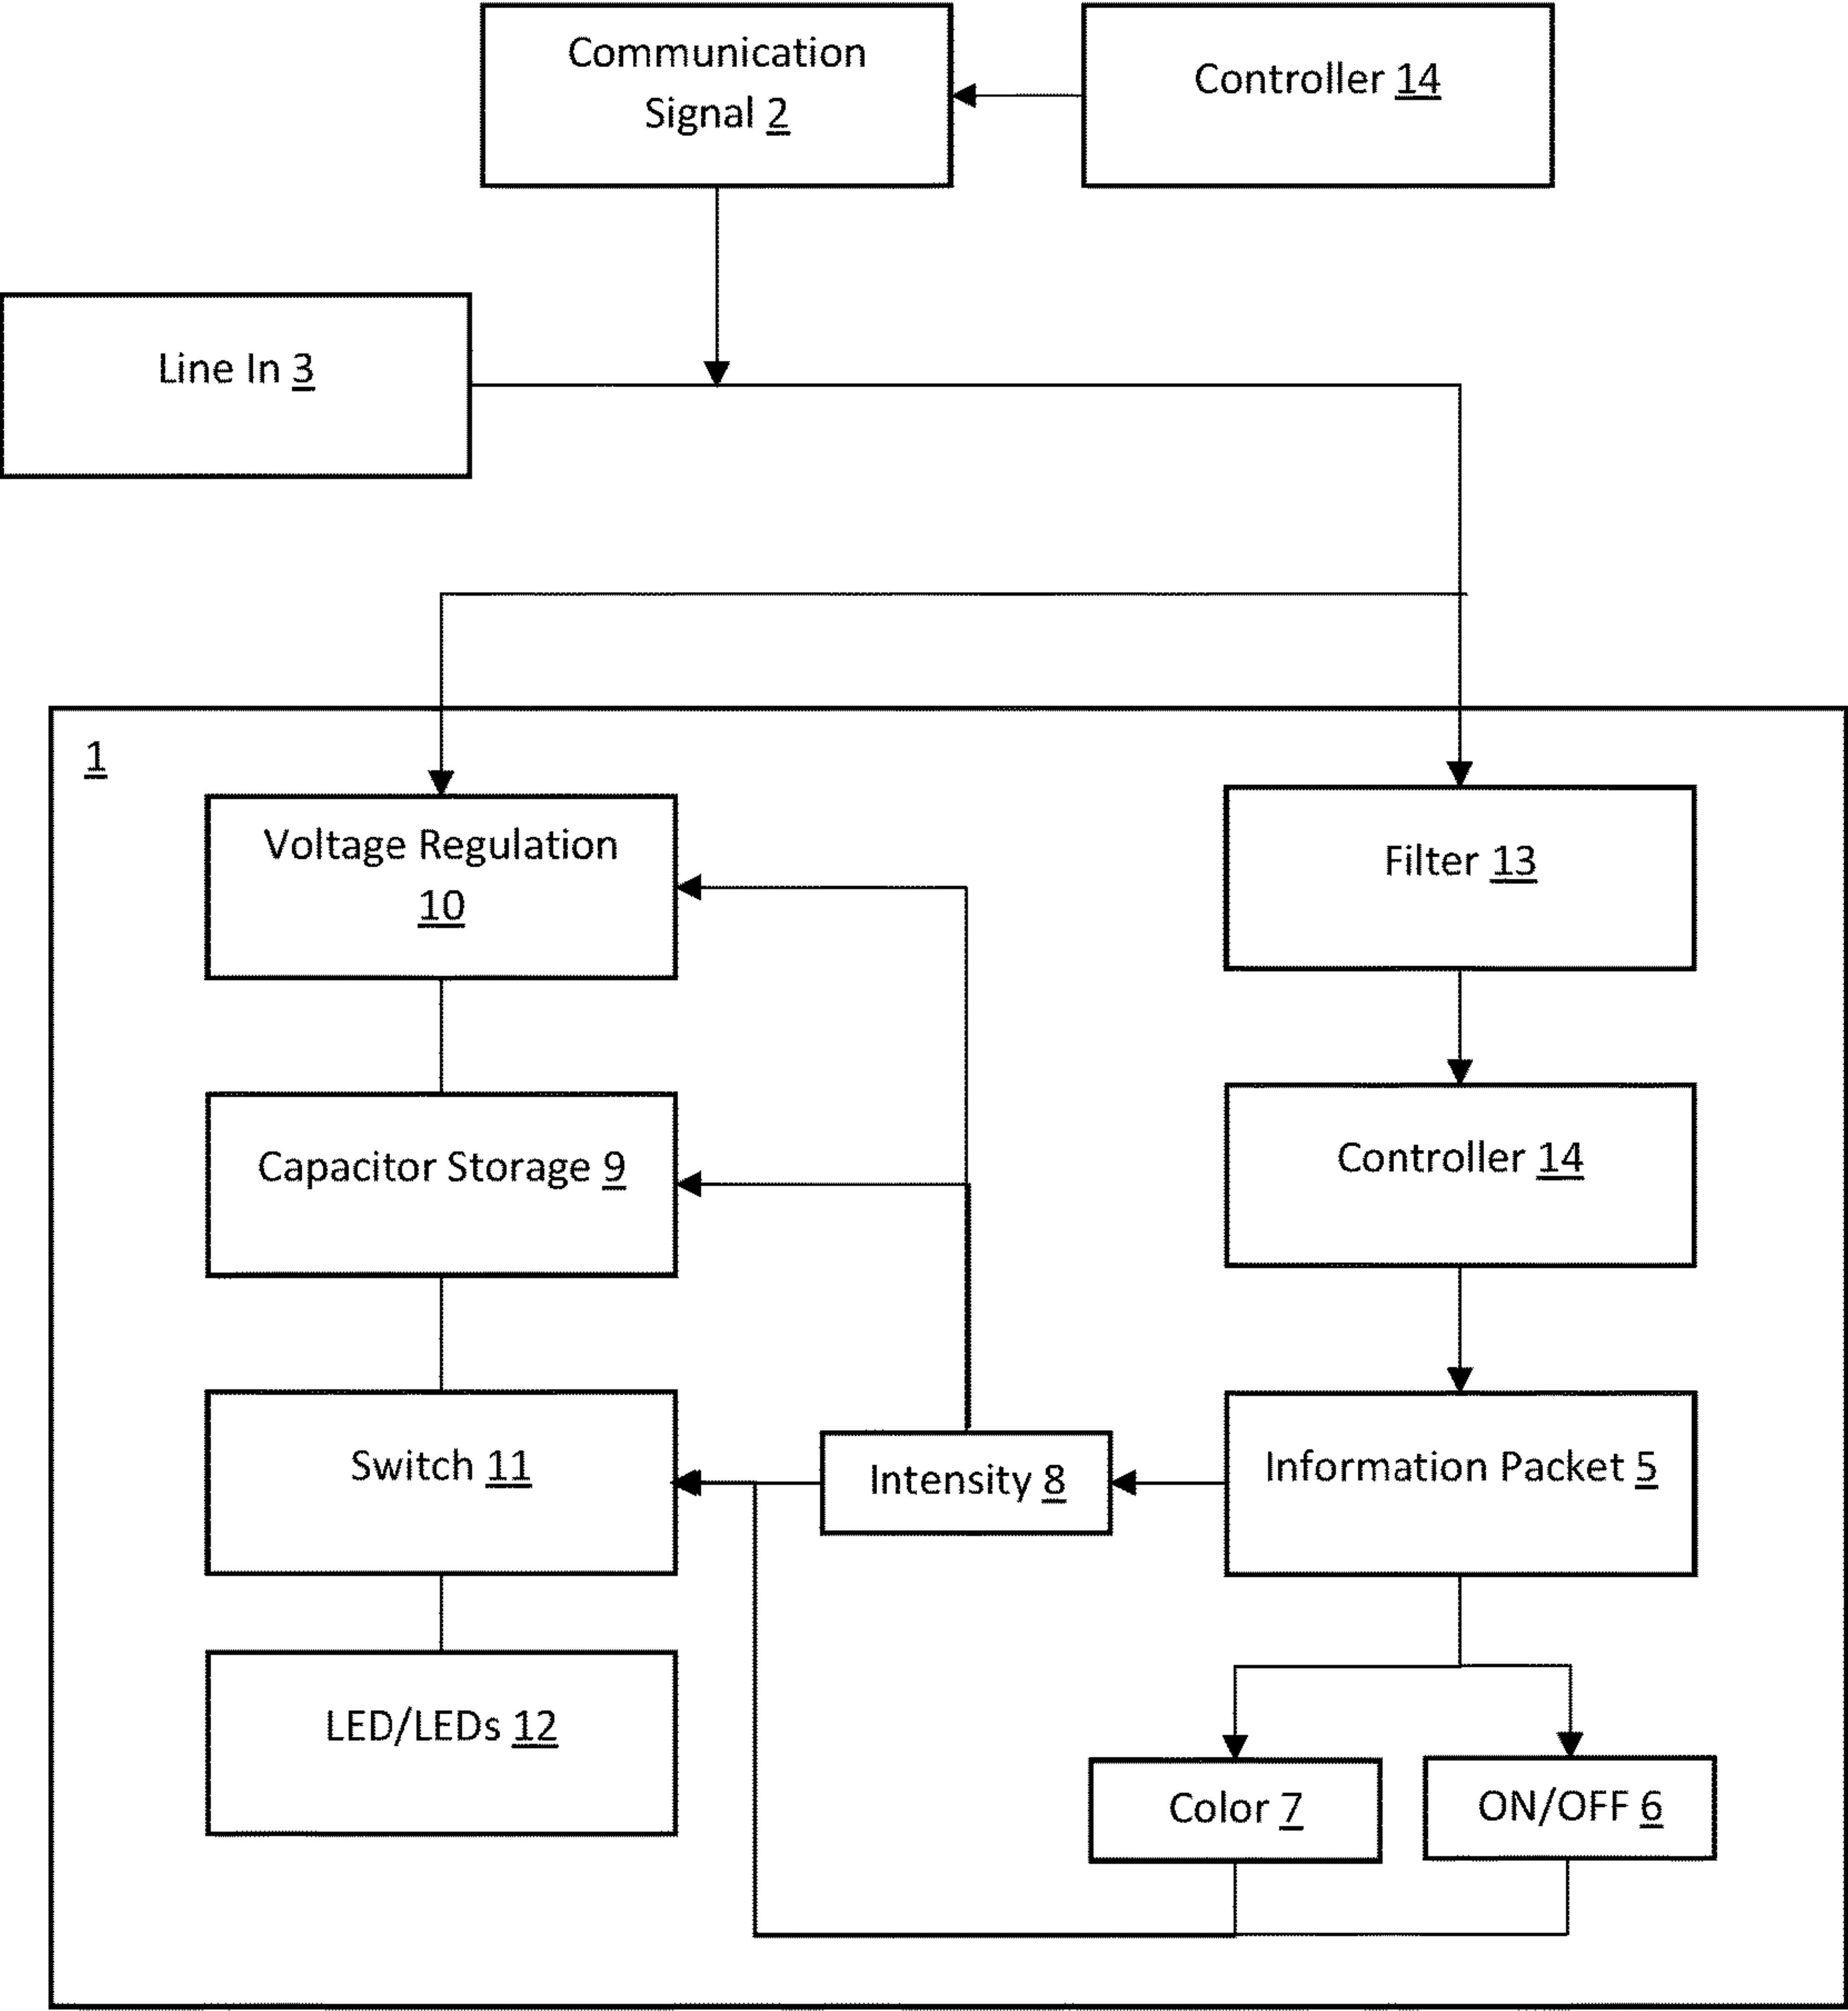 Communication
Signal 2
Controller 14
Line In 3
1
Voltage Regulation
10
Filter 13
Capacitor Storage 9
Controller 14
Switch 11
Intensity 8
Information Packet 5
LED/LEDs 12
Color 7
ON/OFF 6